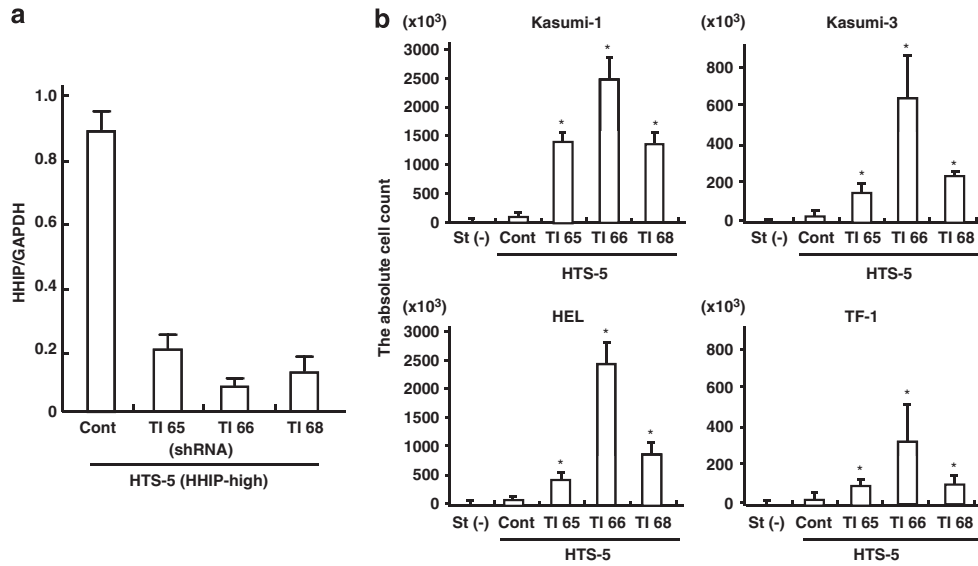 a
HHIP/GAPDH
1.0
0.8
0.6
0.4
0.2
0
Cont TI 65 TI 66 TI 68
(shRNA)
HTS-5 (HHIP-high)
b
The absolute cell count
(x10³) Kasumi-1
3000
2500
2000
1500
1000
500
0
* * *
St (-) Cont TI 65 TI 66 TI 68
HTS-5
(x10³) Kasumi-3
800
600
400
200
0
* * *
St (-) Cont TI 65 TI 66 TI 68
HTS-5
(x10³) HEL
3000
2500
2000
1500
1000
500
0
* * *
St (-) Cont TI 65 TI 66 TI 68
HTS-5
(x10³) TF-1
800
600
400
200
0
* * *
St (-) Cont TI 65 TI 66 TI 68
HTS-5